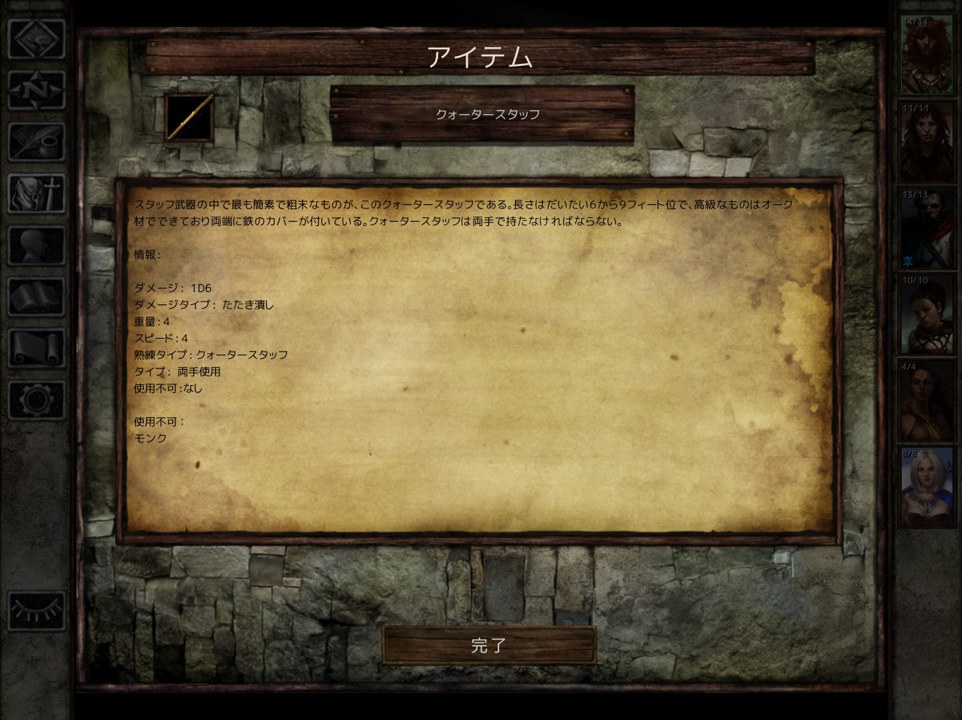 アイテム
クォータースタッフ
スタッフ武器の中で最も簡素で粗末なものが、このクォータースタッフである。長さはだいたい6から9フィート位で、高級なものはオーク
材でできており両端に鉄のカバーが付いている。クォータースタッフは両手で持たなければならない。
情報:
ダメージ: 1D6
ダメージタイプ: たたき潰し
重量: 4
スピード: 4
熟練タイプ: クォータースタッフ
タイプ: 両手使用
使用不可:なし
使用不可:
モンク
完了
11/11
13/13
10/10
4/4
N